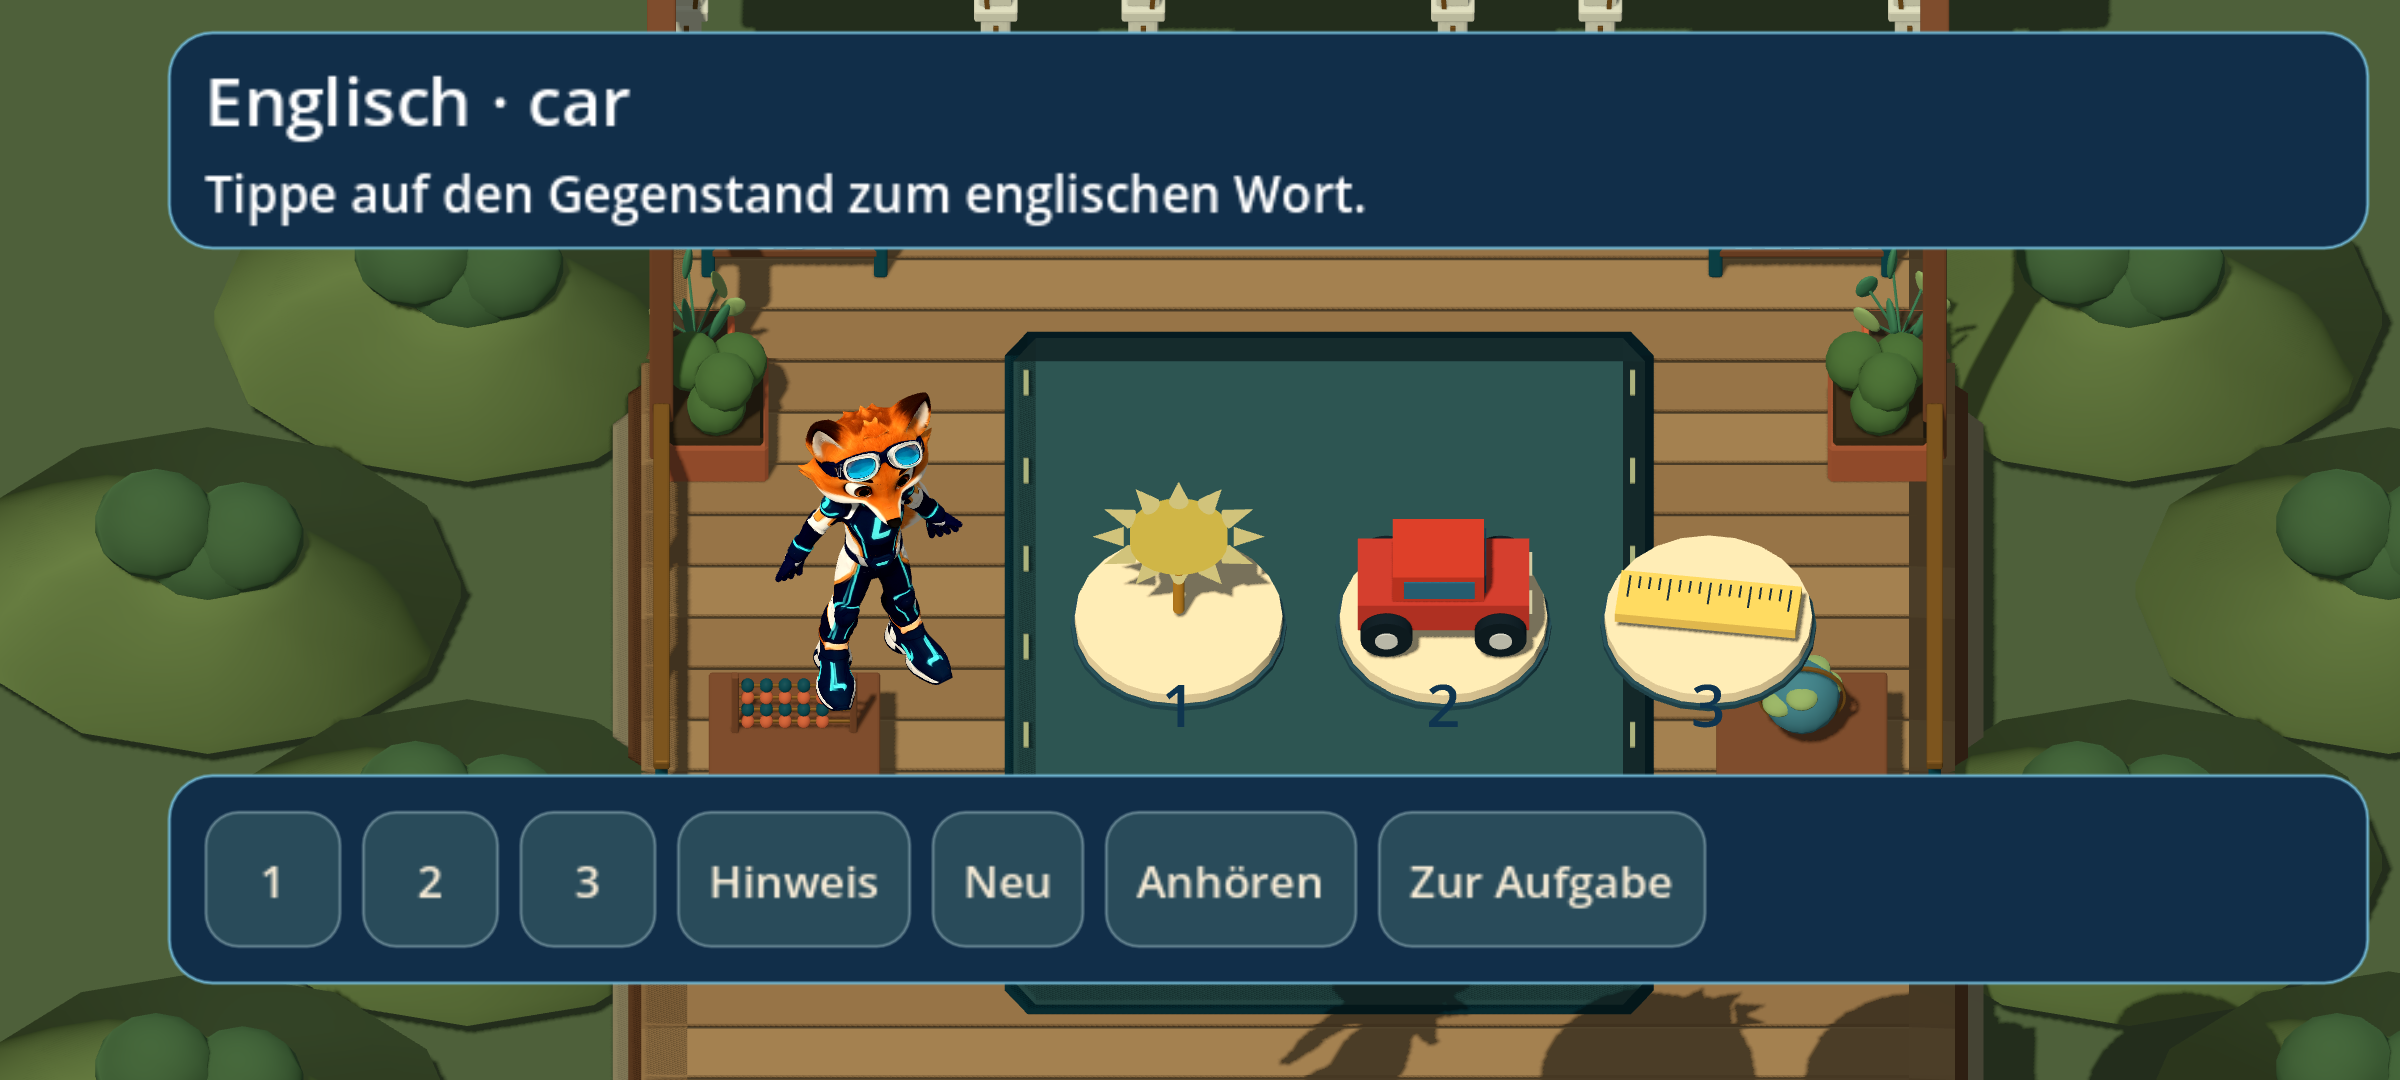 Englisch · car
Tippe auf den Gegenstand zum englischen Wort.
1 2 3
1 2 3 Hinweis Neu Anhören Zur Aufgabe